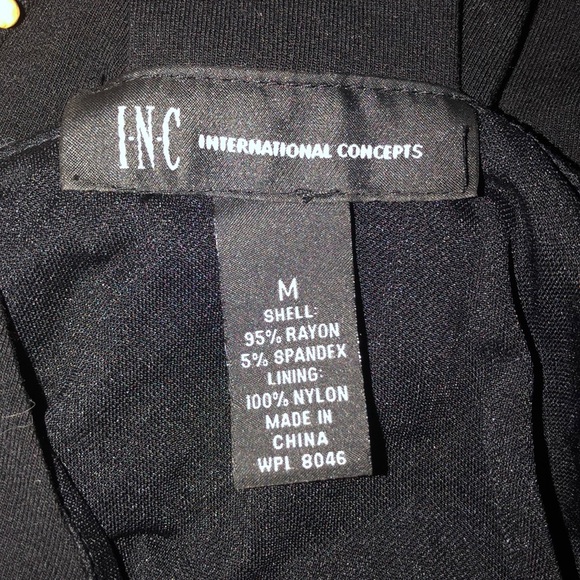 I·N·C INTERNATIONAL CONCEPTS
M
SHELL:
95% RAYON
5% SPANDEX
LINING:
100% NYLON
MADE IN
CHINA
WPL 8046